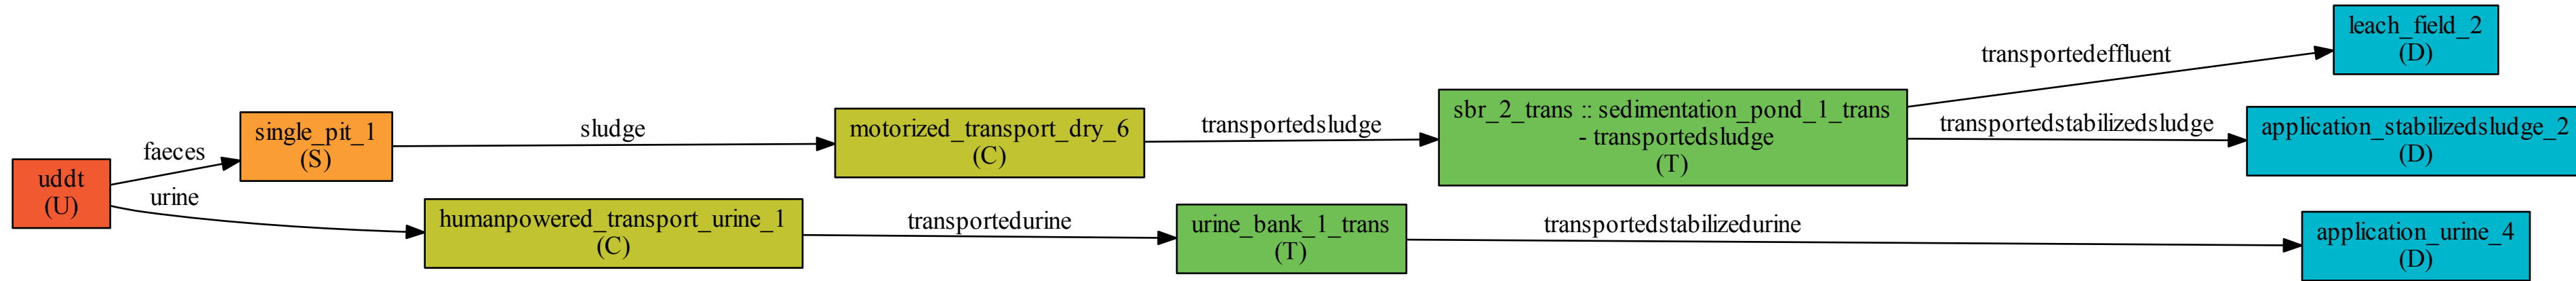 uddt
(U)
faeces
urine
single_pit_1
(S)
sludge
humanpowered_transport_urine_1
(C)
motorized_transport_dry_6
(C)
transportedurine
transportedsludge
urine_bank_1_trans
(T)
sbr_2_trans :: sedimentation_pond_1_trans
- transportedsludge
(T)
transportedeffluent
transportedstabilizedsludge
transportedstabilizedurine
leach_field_2
(D)
application_stabilizedsludge_2
(D)
application_urine_4
(D)